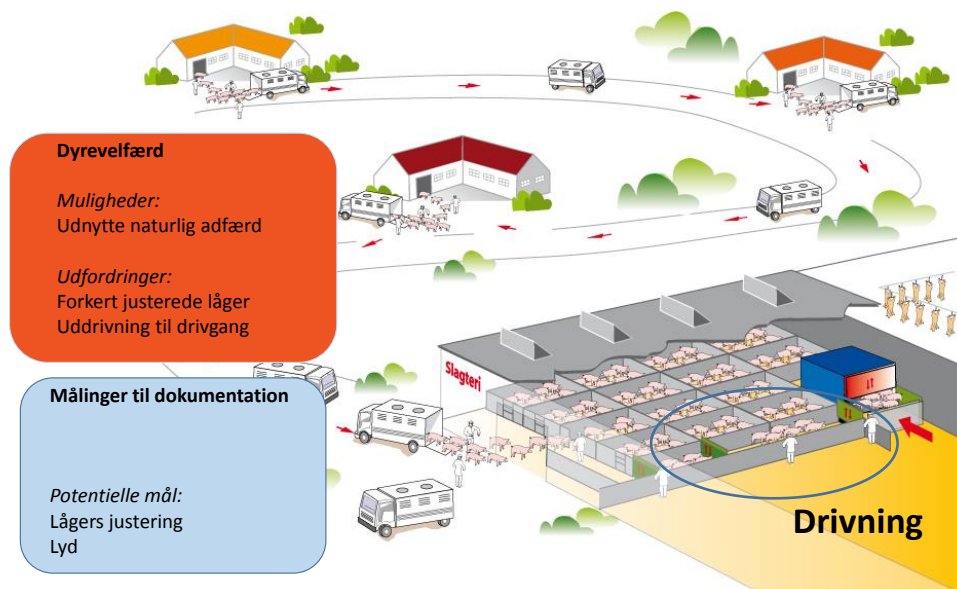 Dyrevelfærd
Muligheder:
Udnytte naturlig adfærd
Udfordringer:
Forkert justerede låger
Uddrivning til drivgang
Målinger til dokumentation
Potentielle mål:
Lågers justering
Lyd
Slagteri
Drivning